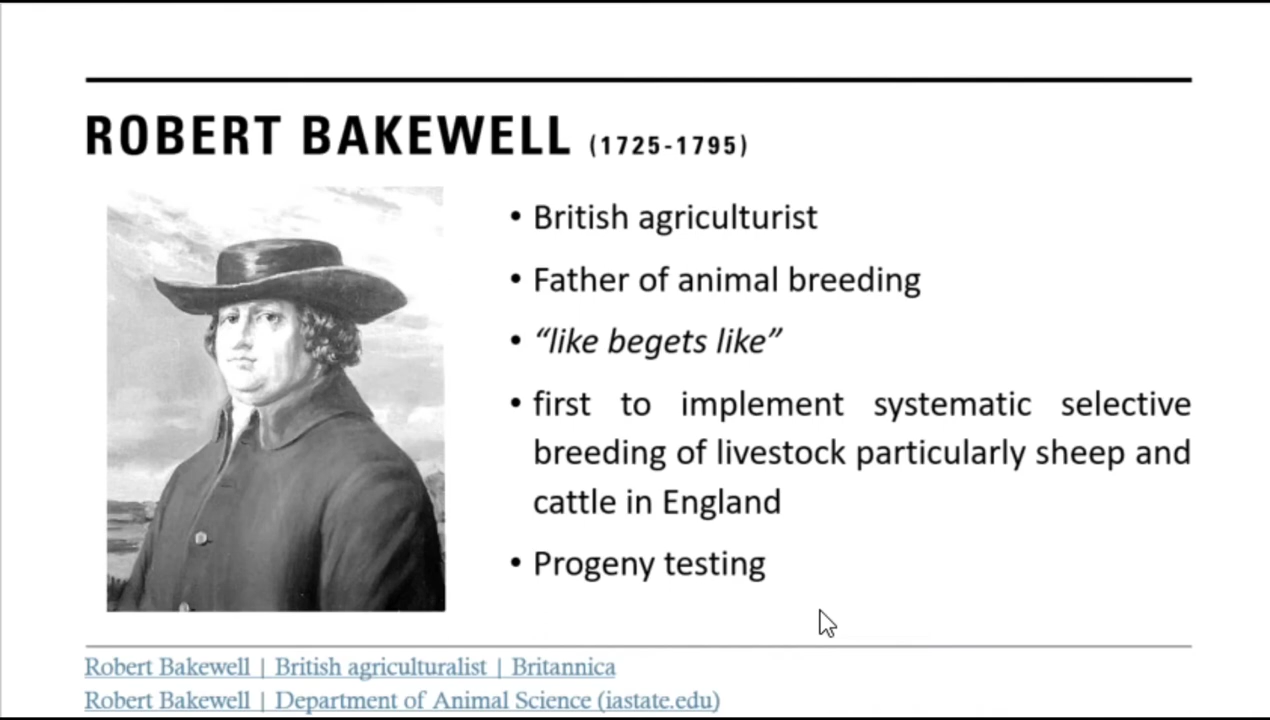 ROBERT BAKEWELL (1725-1795)
• British agriculturist
• Father of animal breeding
• “like begets like”
• first to implement systematic selective
breeding of livestock particularly sheep and
cattle in England
• Progeny testing
Robert Bakewell | British agriculturalist | Britannica
Robert Bakewell | Department of Animal Science (iastate.edu)